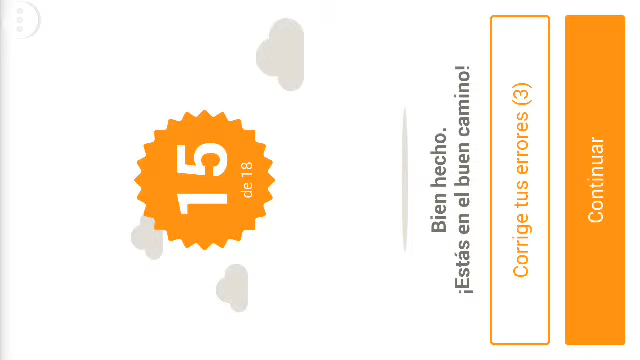 15
de 18
Bien hecho.
¡Estás en el buen camino!
Corrige tus errores (3)
Continuar